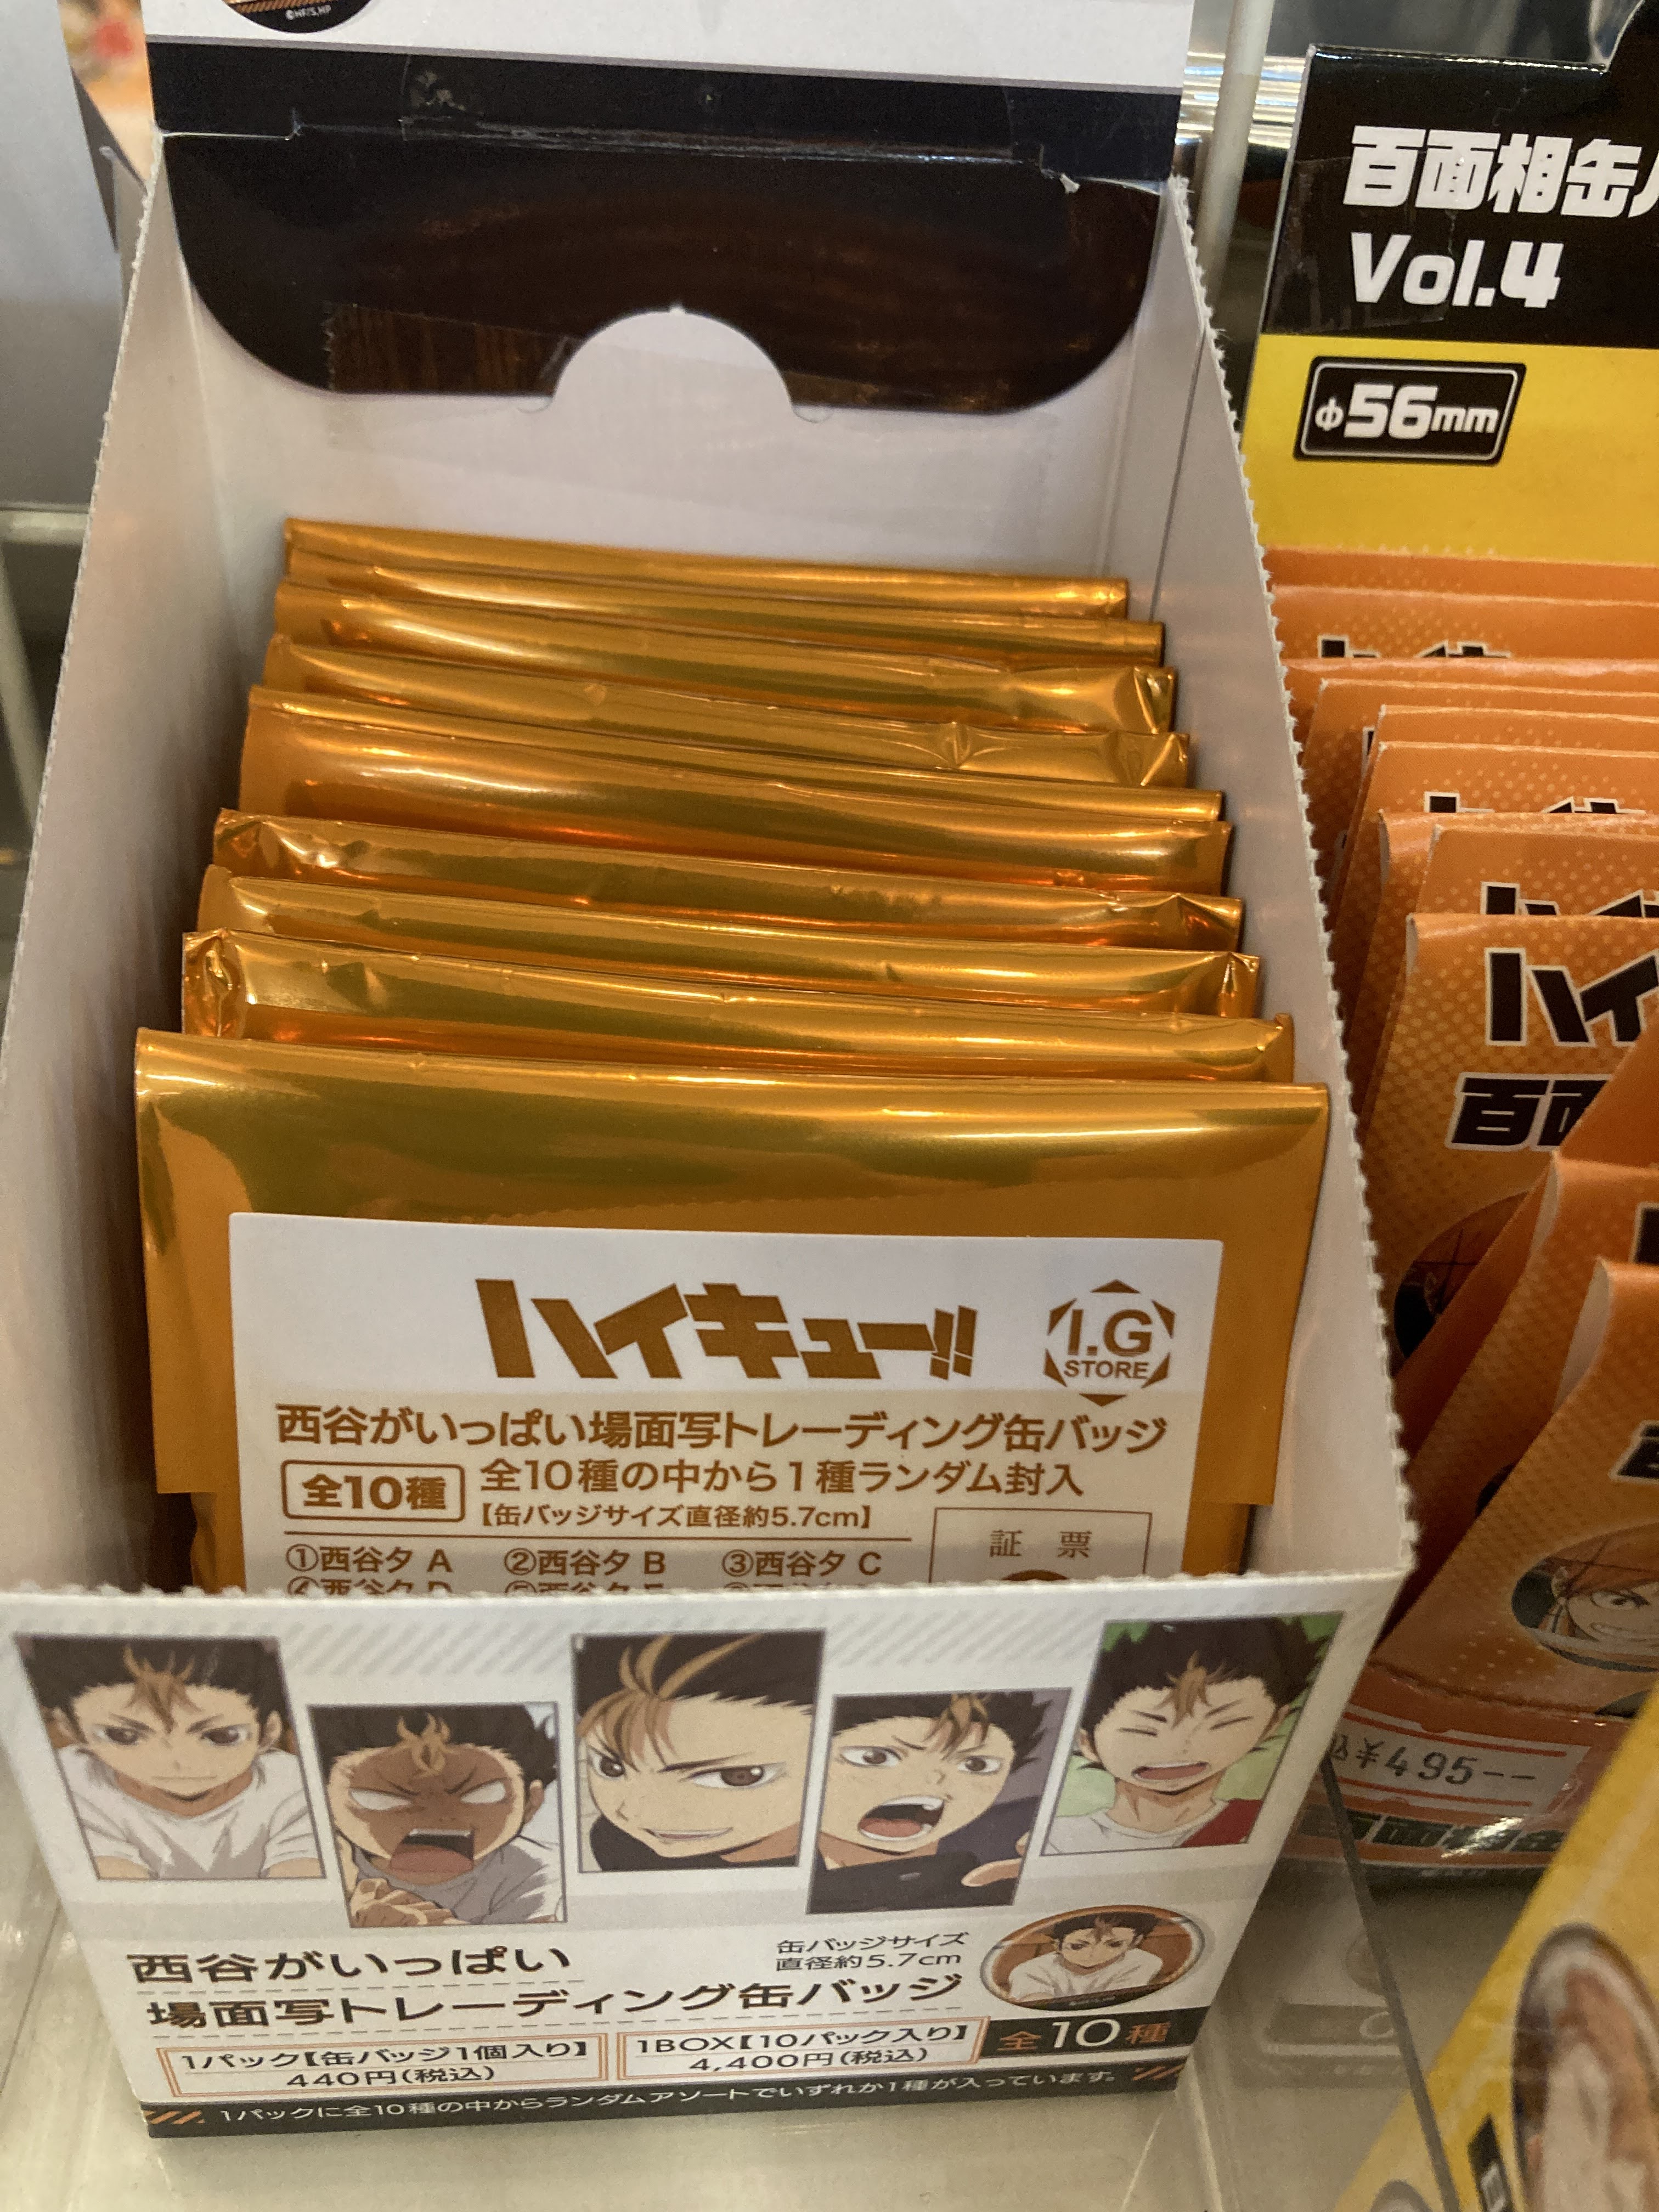 ©HF/S,HP
百面相缶
Vol.4
φ56mm
ハイキュー!!
I.G
STORE
西谷がいっぱい場面写トレーディング缶バッジ
全10種
全10種の中から1種ランダム封入
【缶バッジサイズ直径約5.7cm】
証票
①西谷夕 A ②西谷夕 B ③西谷夕 C
西谷がいっぱい
場面写トレーディング缶バッジ
缶バッジサイズ
直径約5.7cm
1パック【缶バッジ1個入り】
440円(税込)
1BOX【10パック入り】
4,400円(税込)
全10種
1パックに全10種の中からランダムアソートでいずれか1種が入っています。
ハイ
百面
込¥495--
百面相缶